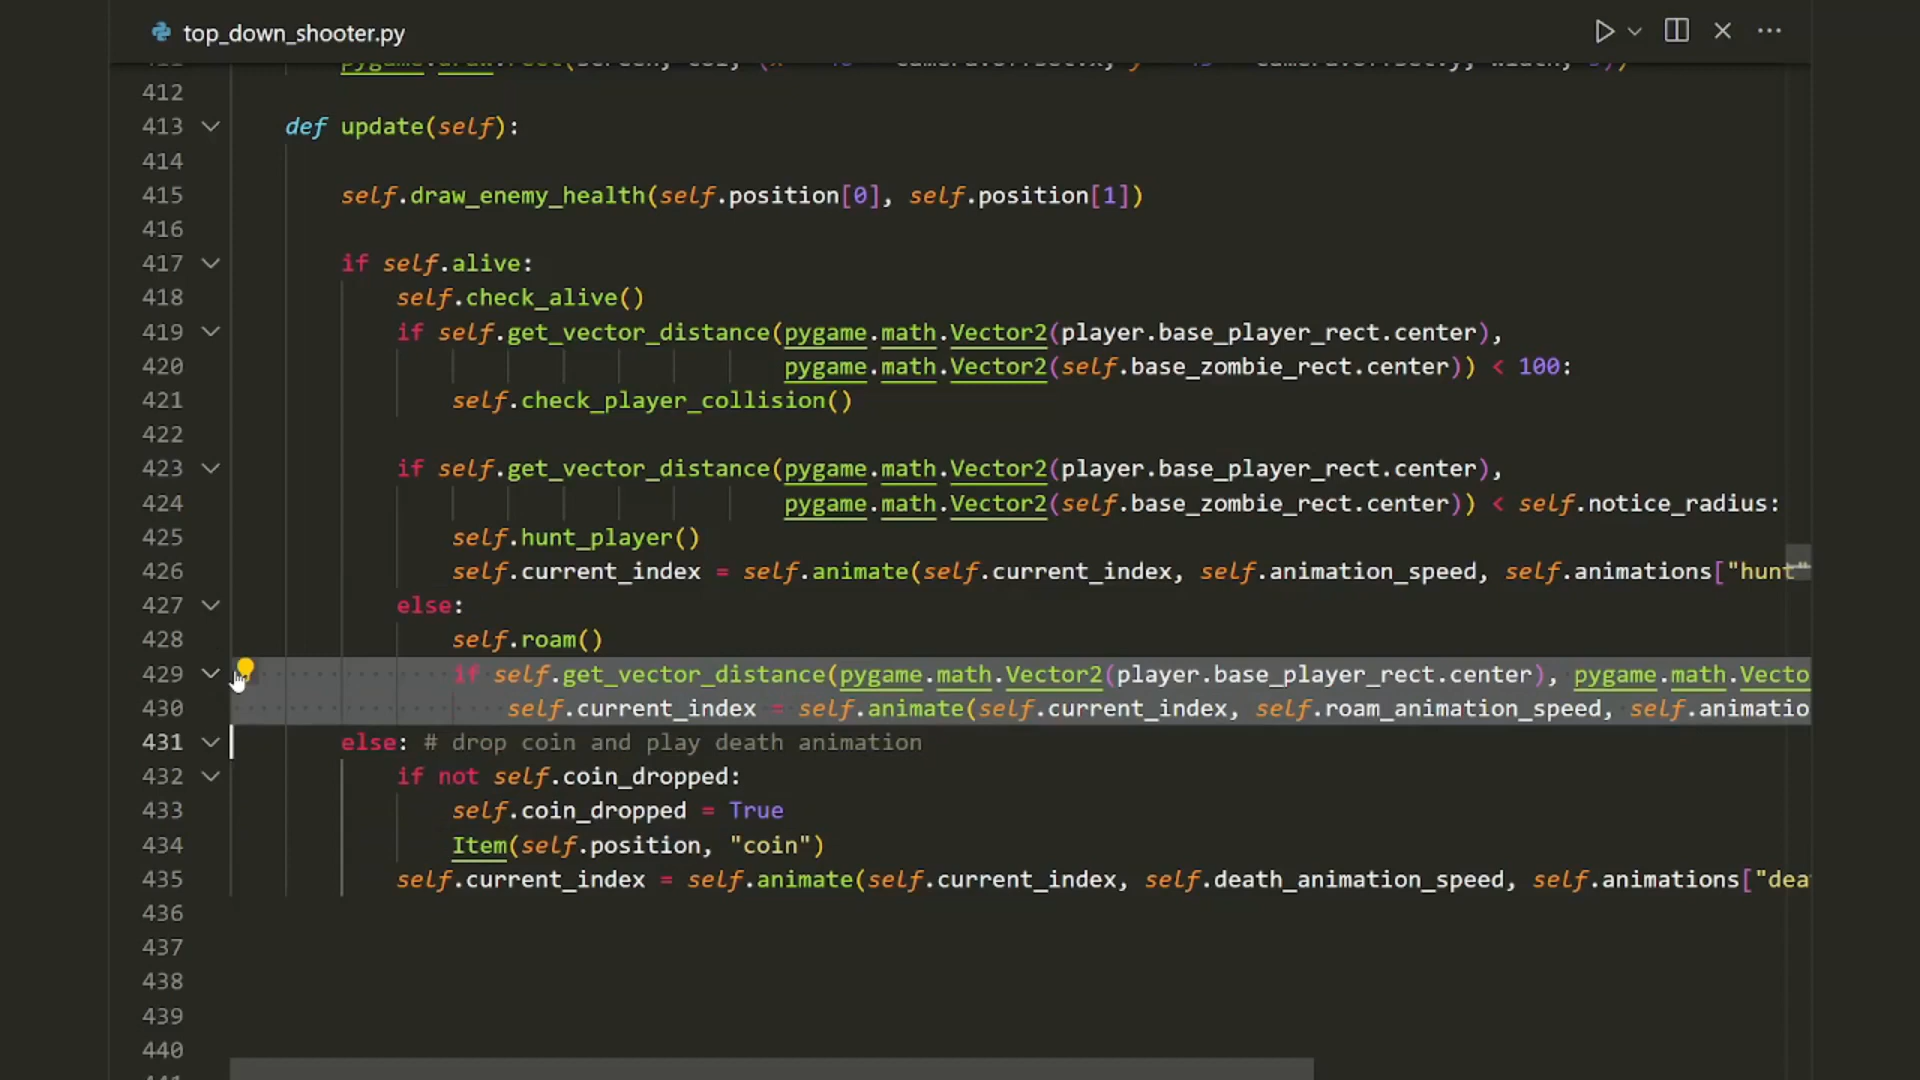 top_down_shooter.py
412
413 def update(self):
414
415 self.draw_enemy_health(self.position[0], self.position[1])
416
417 if self.alive:
418 self.check_alive()
419 if self.get_vector_distance(pygame.math.Vector2(player.base_player_rect.center),
420 pygame.math.Vector2(self.base_zombie_rect.center)) < 100:
421 self.check_player_collision()
422
423 if self.get_vector_distance(pygame.math.Vector2(player.base_player_rect.center),
424 pygame.math.Vector2(self.base_zombie_rect.center)) < self.notice_radius:
425 self.hunt_player()
426 self.current_index = self.animate(self.current_index, self.animation_speed, self.animations["hunt"
427 else:
428 self.roam()
429 if self.get_vector_distance(pygame.math.Vector2(player.base_player_rect.center), pygame.math.Vecto
430 self.current_index = self.animate(self.current_index, self.roam_animation_speed, self.animatio
431 else: # drop coin and play death animation
432 if not self.coin_dropped:
433 self.coin_dropped = True
434 Item(self.position, "coin")
435 self.current_index = self.animate(self.current_index, self.death_animation_speed, self.animations["dea
436
437
438
439
440